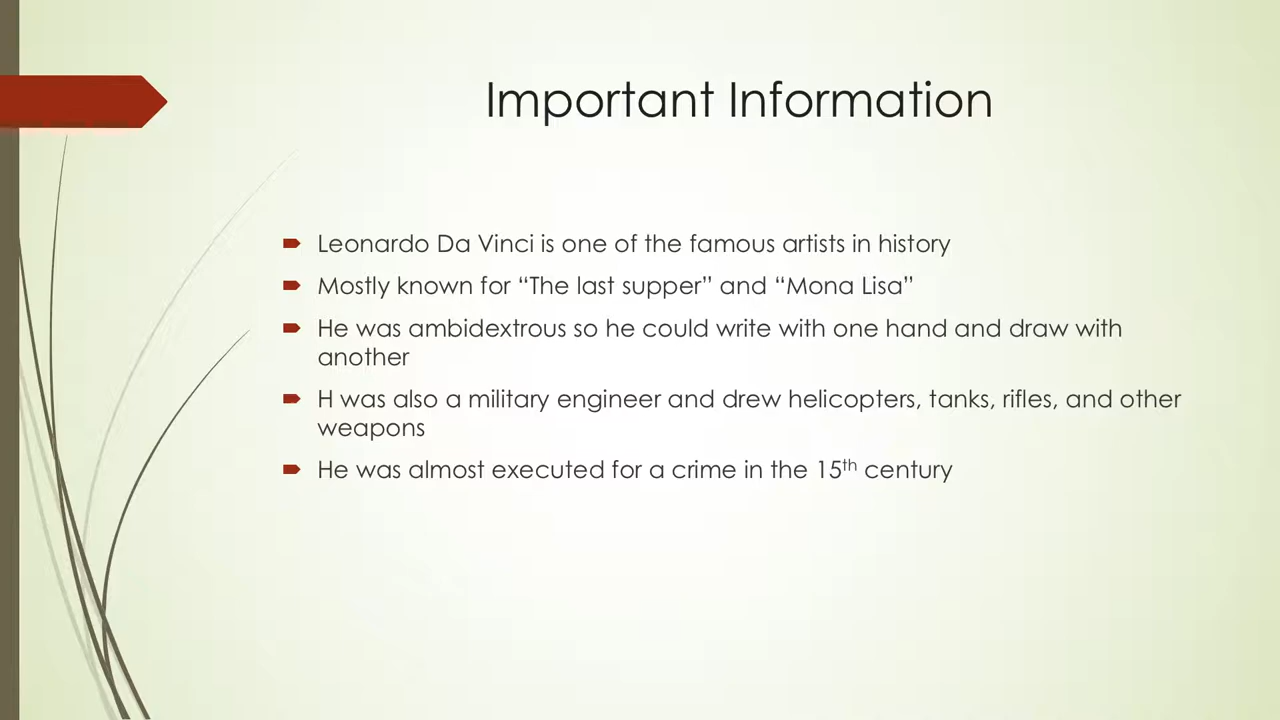 Important Information
Leonardo Da Vinci is one of the famous artists in history
Mostly known for “The last supper” and “Mona Lisa”
He was ambidextrous so he could write with one hand and draw with
another
H was also a military engineer and drew helicopters, tanks, rifles, and other
weapons
He was almost executed for a crime in the 15th century